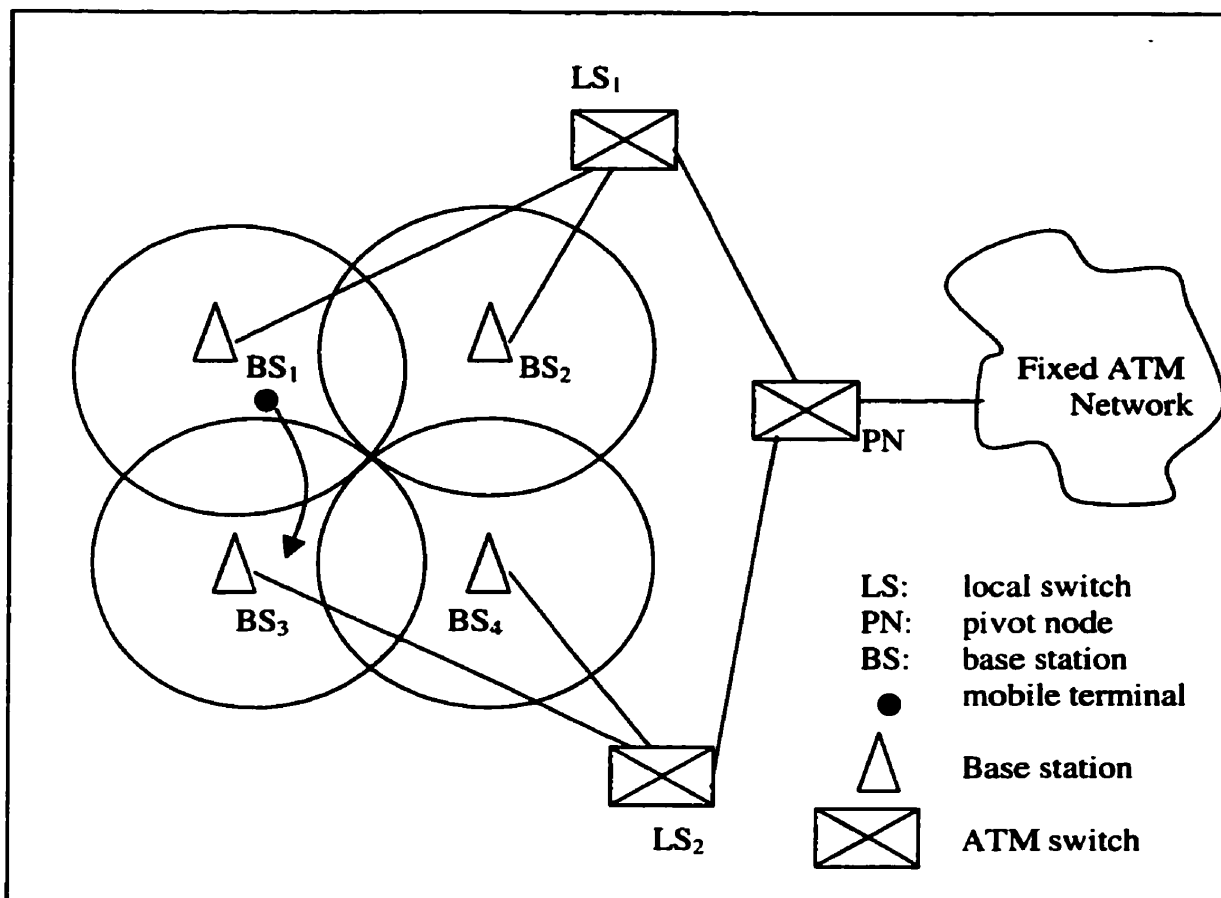 LS₁
BS₁
BS₂
Fixed ATM
Network
PN
BS₃
BS₄
LS₂
LS: local switch
PN: pivot node
BS: base station
mobile terminal
Base station
ATM switch